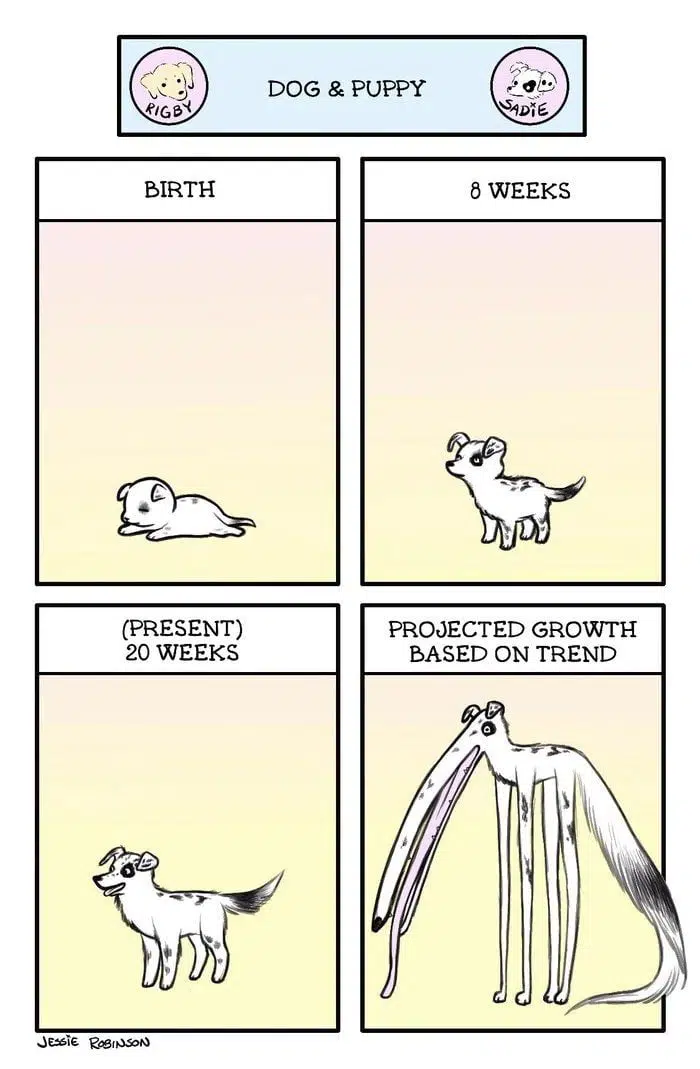 RIGBY
DOG & PUPPY
SADiE
BIRTH
8 WEEKS
(PRESENT)
20 WEEKS
PROJECTED GROWTH
BASED ON TREND
JESSiE ROBINSON